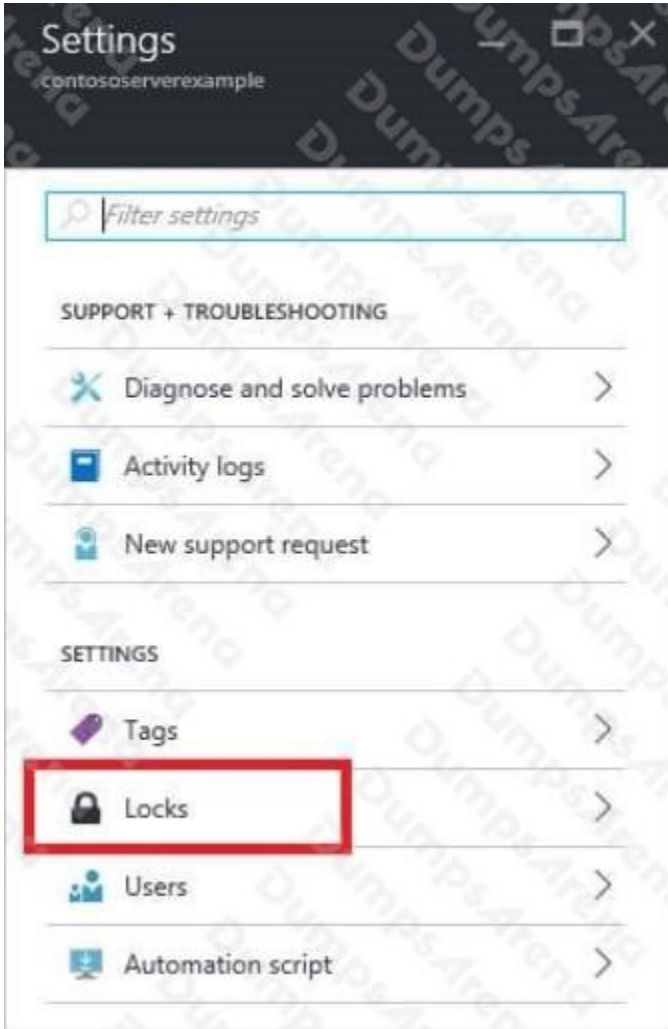 Settings
contososerverexample
Filter settings
SUPPORT + TROUBLESHOOTING
Diagnose and solve problems
Activity logs
New support request
SETTINGS
Tags
Locks
Users
Automation script
DumpsArena